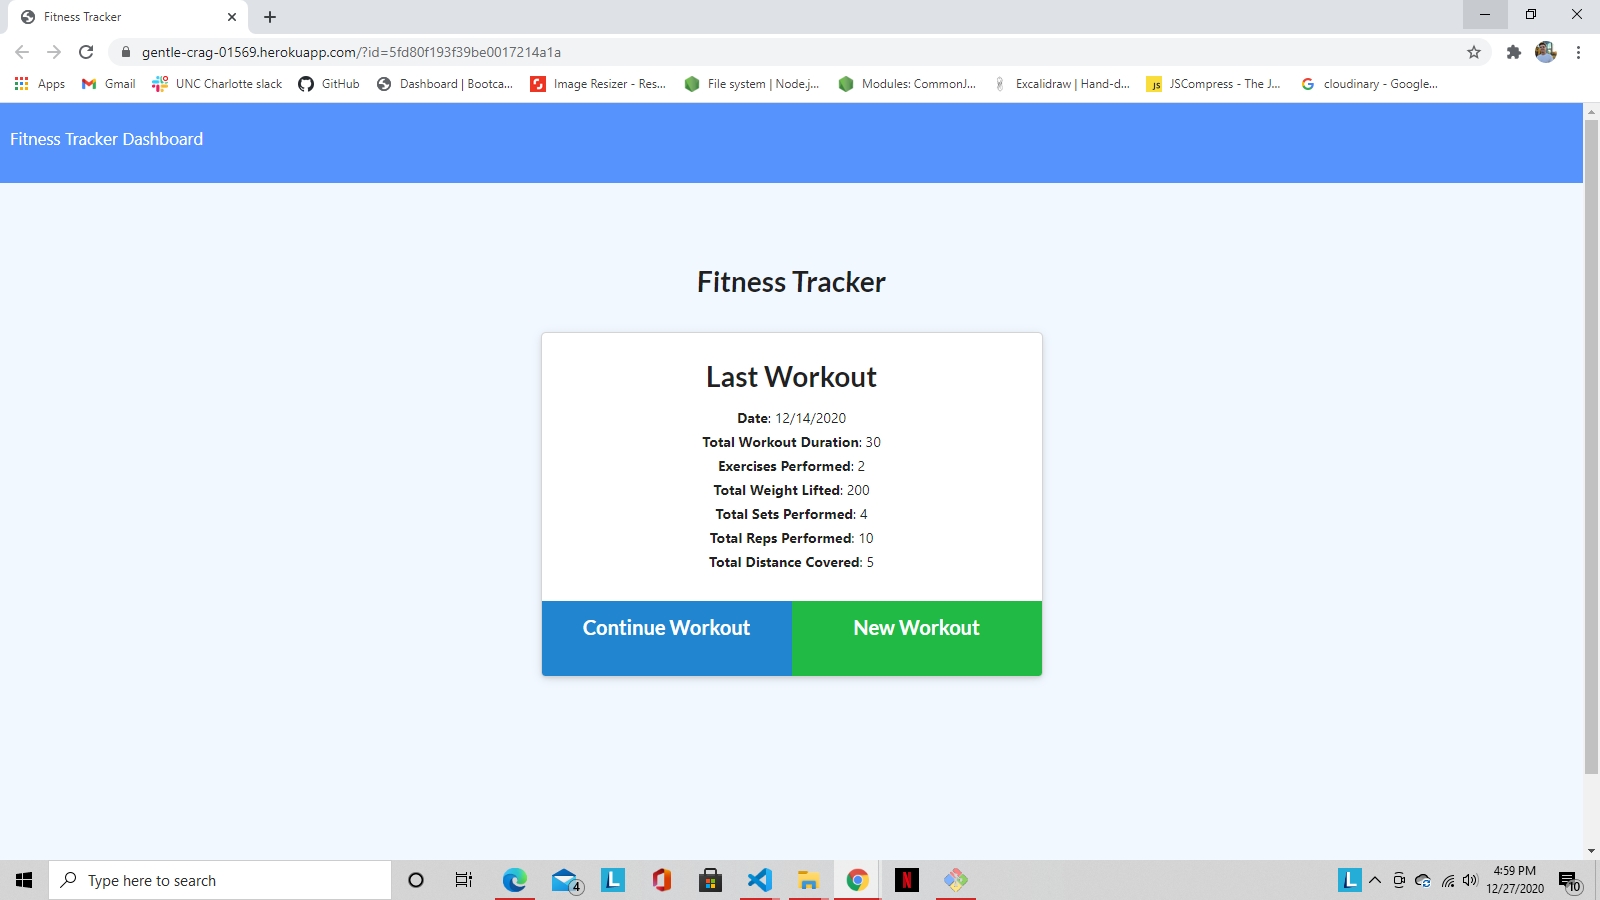 Fitness Tracker
gentle-crag-01569.herokuapp.com/?id=5fd80f193f39be0017214a1a
Apps Gmail UNC Charlotte slack GitHub Dashboard | Bootca... Image Resizer - Res... File system | Node.j... Modules: CommonJ... Excalidraw | Hand-d... JS JSCompress - The J... cloudinary - Google...
Fitness Tracker Dashboard
Fitness Tracker
Last Workout
Date: 12/14/2020
Total Workout Duration: 30
Exercises Performed: 2
Total Weight Lifted: 200
Total Sets Performed: 4
Total Reps Performed: 10
Total Distance Covered: 5
Continue Workout New Workout
Type here to search 4 L N L 4:59 PM
12/27/2020 10